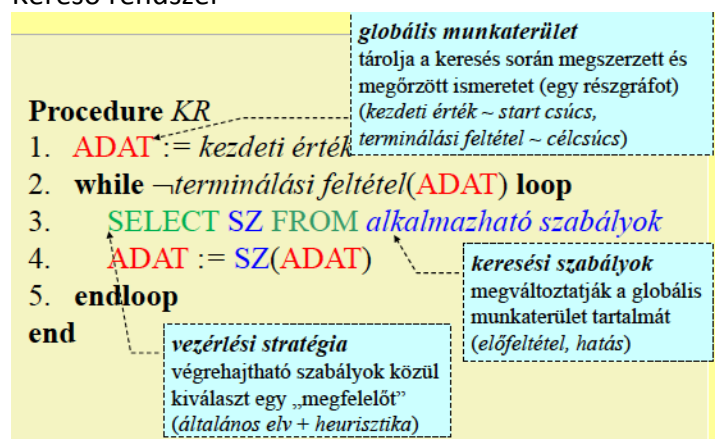 Kereső rendszer
globális munkaterület
tárolja a keresés során megszerzett és
megőrzött ismeretet (egy részgráfot)
(kezdeti érték ~ start csúcs,
terminálási feltétel ~ célcsúcs)
Procedure KR
1. ADAT := kezdeti érték
2. while ¬terminálási feltétel(ADAT) loop
3. SELECT SZ FROM alkalmazható szabályok
4. ADAT := SZ(ADAT)
5. endloop
end
keresési szabályok
megváltoztatják a globális
munkaterület tartalmát
(előfeltétel, hatás)
vezérlési stratégia
végrehajtható szabályok közül
kiválaszt egy „megfelelőt”
(általános elv + heurisztika)